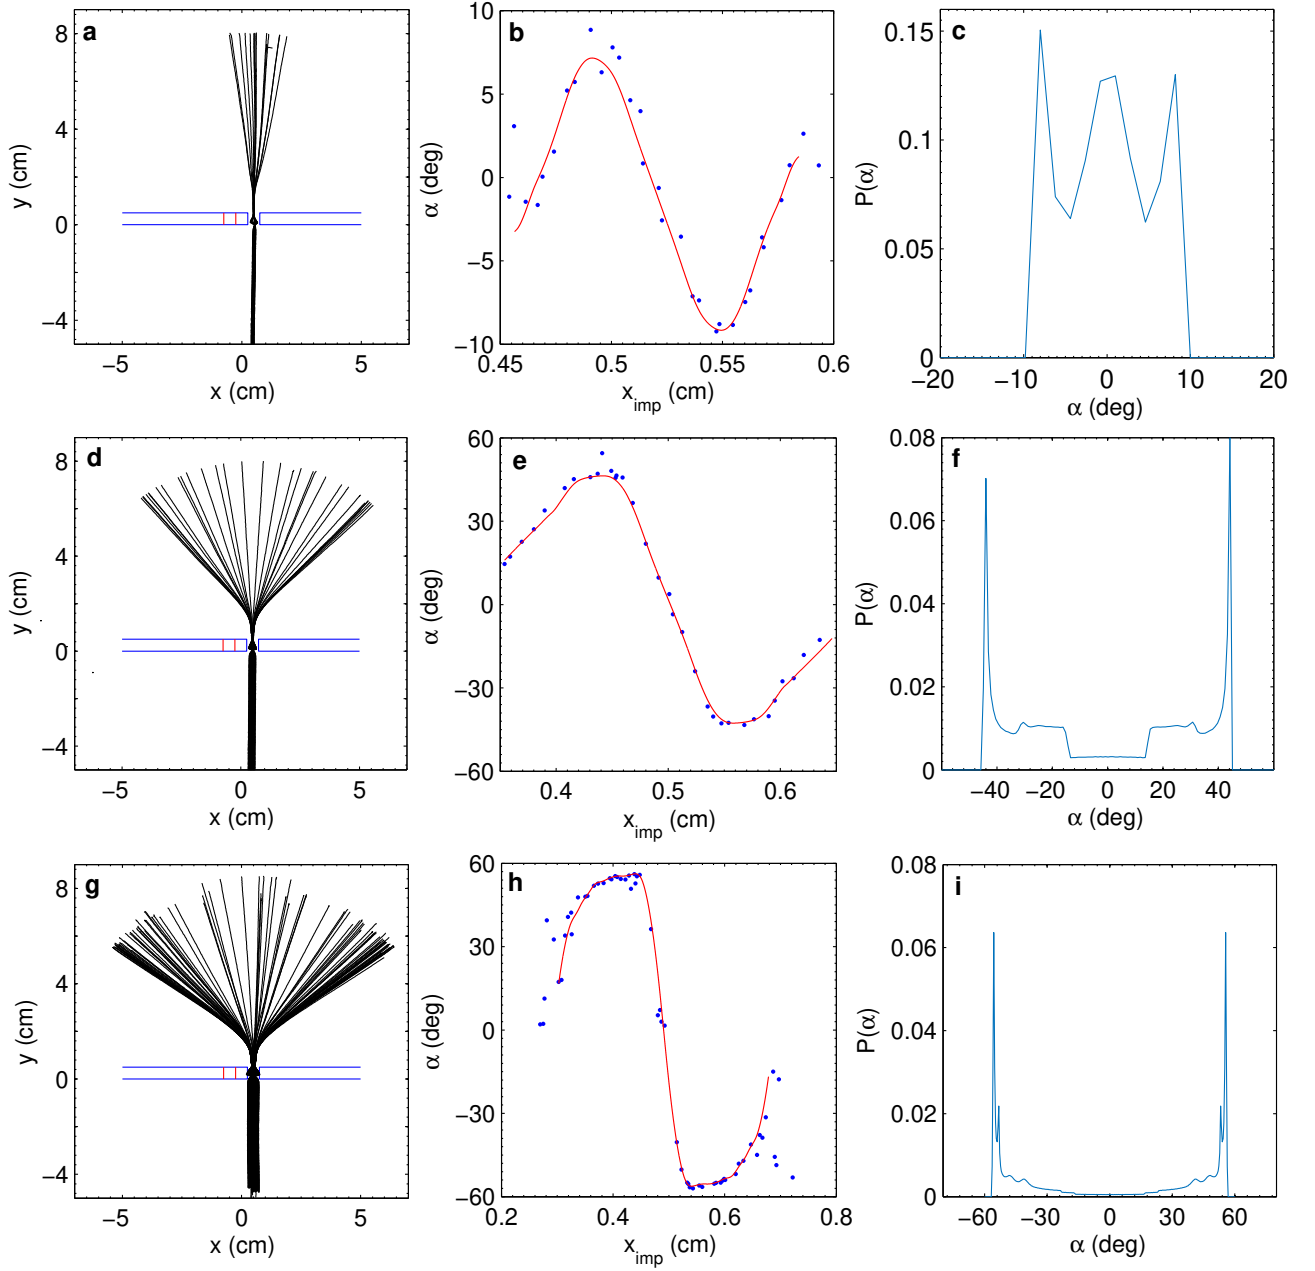 a
8
4
0
−4
y (cm)
−5
0
5
x (cm)
b
10
5
0
−5
−10
α (deg)
0.45
0.5
0.55
0.6
x_imp (cm)
c
0.15
0.1
0.05
0
P(α)
−20
−10
0
10
20
α (deg)
d
8
4
0
−4
y (cm)
−5
0
5
x (cm)
e
60
30
0
−30
−60
α (deg)
0.4
0.5
0.6
x_imp (cm)
f
0.08
0.06
0.04
0.02
0
P(α)
−40
−20
0
20
40
α (deg)
g
8
4
0
−4
y (cm)
−5
0
5
x (cm)
h
60
30
0
−30
−60
α (deg)
0.2
0.4
0.6
0.8
x_imp (cm)
i
0.08
0.06
0.04
0.02
0
P(α)
−60
−30
0
30
60
α (deg)